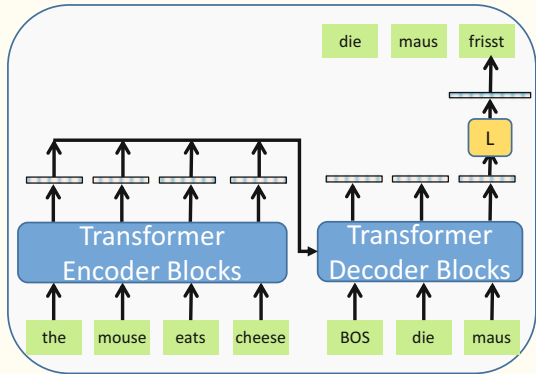 die maus frisst
L
Transformer
Encoder Blocks
Transformer
Decoder Blocks
the mouse eats cheese
BOS die maus